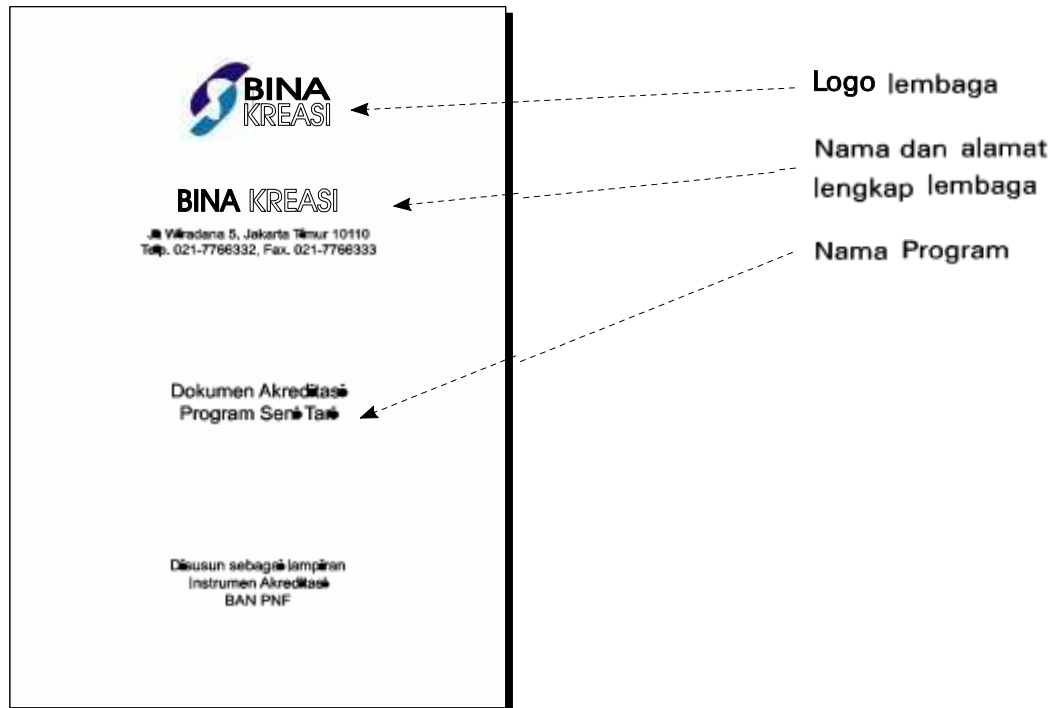 BINA
KREASI
BINA KREASI
Jl. Wiradana 5, Jakarta Timur 10110
Telp. 021-7766332, Fax. 021-7766333
Dokumen Akreditasi
Program Seni Tari
Disusun sebagai lampiran
Instrumen Akreditasi
BAN PNF
Logo lembaga
Nama dan alamat
lengkap lembaga
Nama Program